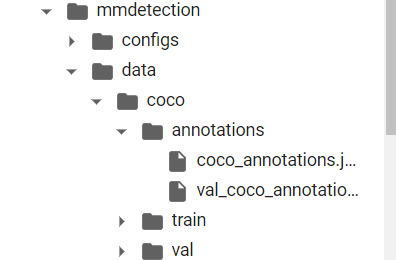 mmdetection
configs
data
coco
annotations
coco_annotations.j...
val_coco_annotatio...
train
val